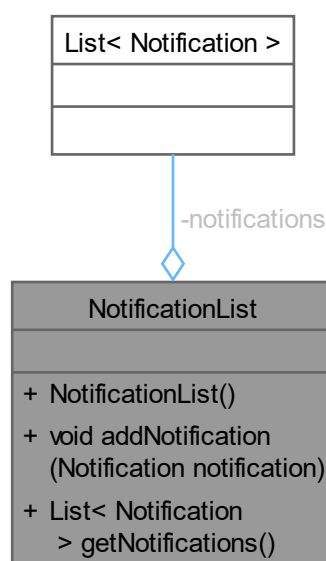 List< Notification >
-notifications
NotificationList
+ NotificationList()
+ void addNotification
(Notification notification)
+ List< Notification
> getNotifications()